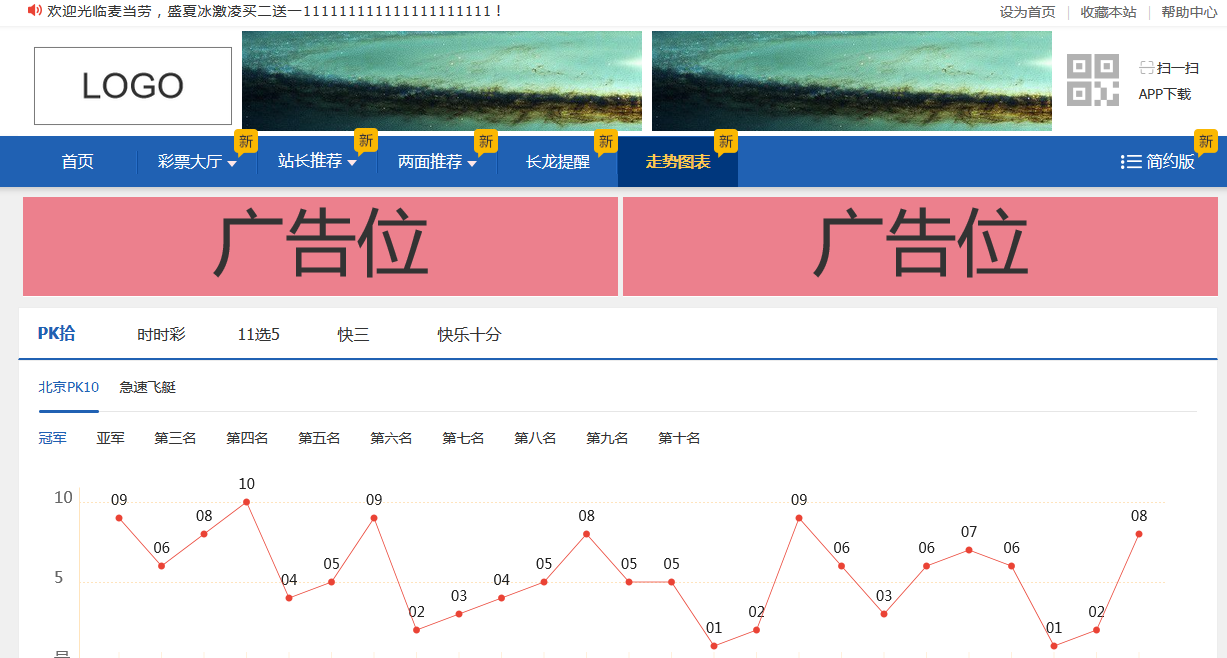 欢迎光临麦当劳，盛夏冰激凌买二送一1111111111111111111111！
设为首页 收藏本站 帮助中心
LOGO
扫一扫
APP下载
新 新 新 新 新 新
首页 彩票大厅 站长推荐 两面推荐 长龙提醒 走势图表 简约版
广告位 广告位
PK拾 时时彩 11选5 快三 快乐十分
北京PK10 急速飞艇
冠军 亚军 第三名 第四名 第五名 第六名 第七名 第八名 第九名 第十名
10
5
09 06 08 10 04 05 09 02 03 04 05 08 05 05 01 02 09 06 03 06 07 06 01 02 08